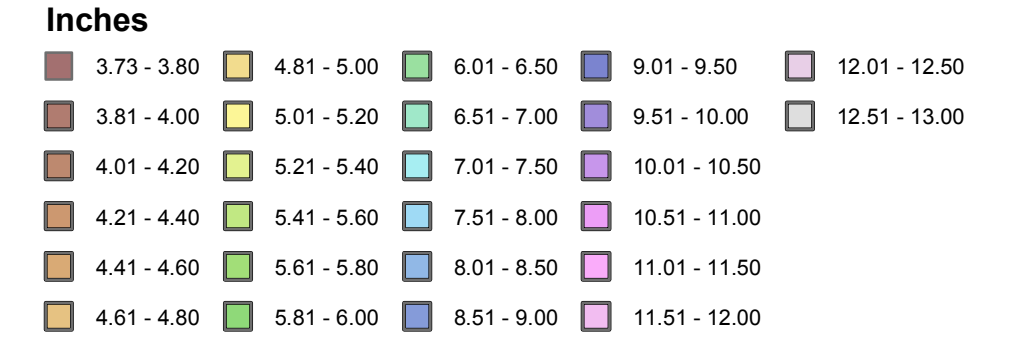 Inches
3.73 - 3.80
3.81 - 4.00
4.01 - 4.20
4.21 - 4.40
4.41 - 4.60
4.61 - 4.80
4.81 - 5.00
5.01 - 5.20
5.21 - 5.40
5.41 - 5.60
5.61 - 5.80
5.81 - 6.00
6.01 - 6.50
6.51 - 7.00
7.01 - 7.50
7.51 - 8.00
8.01 - 8.50
8.51 - 9.00
9.01 - 9.50
9.51 - 10.00
10.01 - 10.50
10.51 - 11.00
11.01 - 11.50
11.51 - 12.00
12.01 - 12.50
12.51 - 13.00